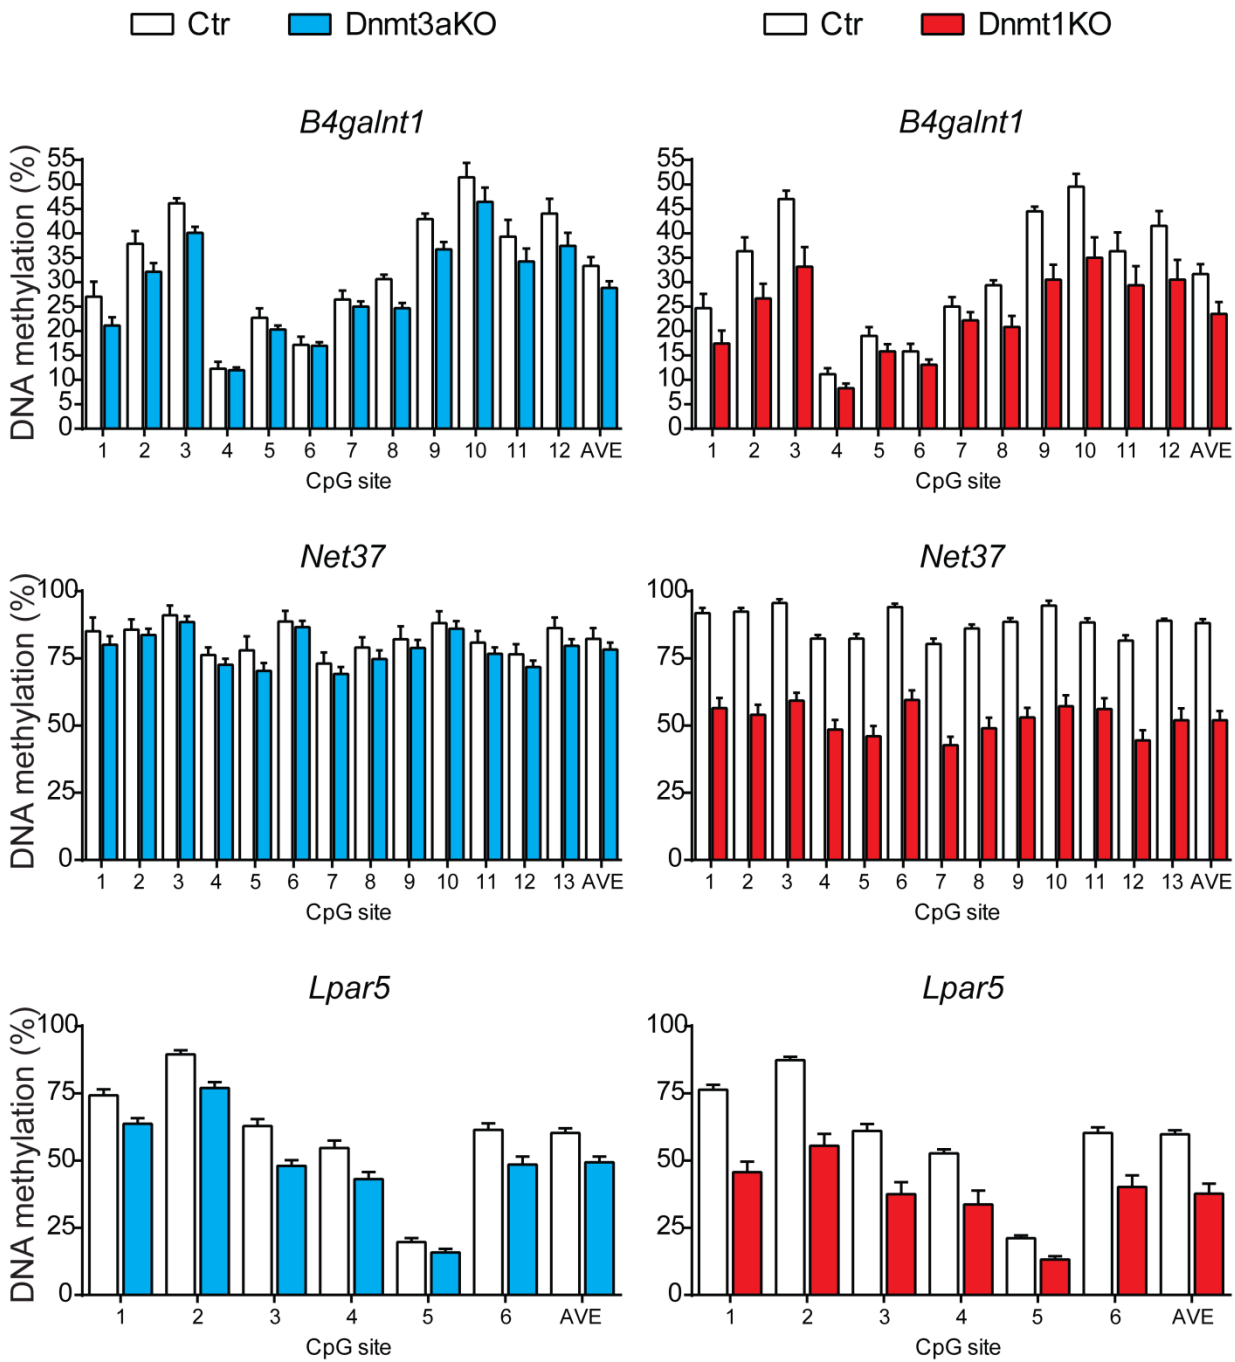 Ctr Dnmt3aKO Ctr Dnmt1KO
B4galnt1 B4galnt1
DNA methylation (%)
55
50
45
40
35
30
25
20
15
10
5
0
1 2 3 4 5 6 7 8 9 10 11 12 AVE
CpG site
55
50
45
40
35
30
25
20
15
10
5
0
1 2 3 4 5 6 7 8 9 10 11 12 AVE
CpG site
Net37 Net37
DNA methylation (%)
100
75
50
25
0
1 2 3 4 5 6 7 8 9 10 11 12 13 AVE
CpG site
100
75
50
25
0
1 2 3 4 5 6 7 8 9 10 11 12 13 AVE
CpG site
Lpar5 Lpar5
DNA methylation (%)
100
75
50
25
0
1 2 3 4 5 6 AVE
CpG site
100
75
50
25
0
1 2 3 4 5 6 AVE
CpG site